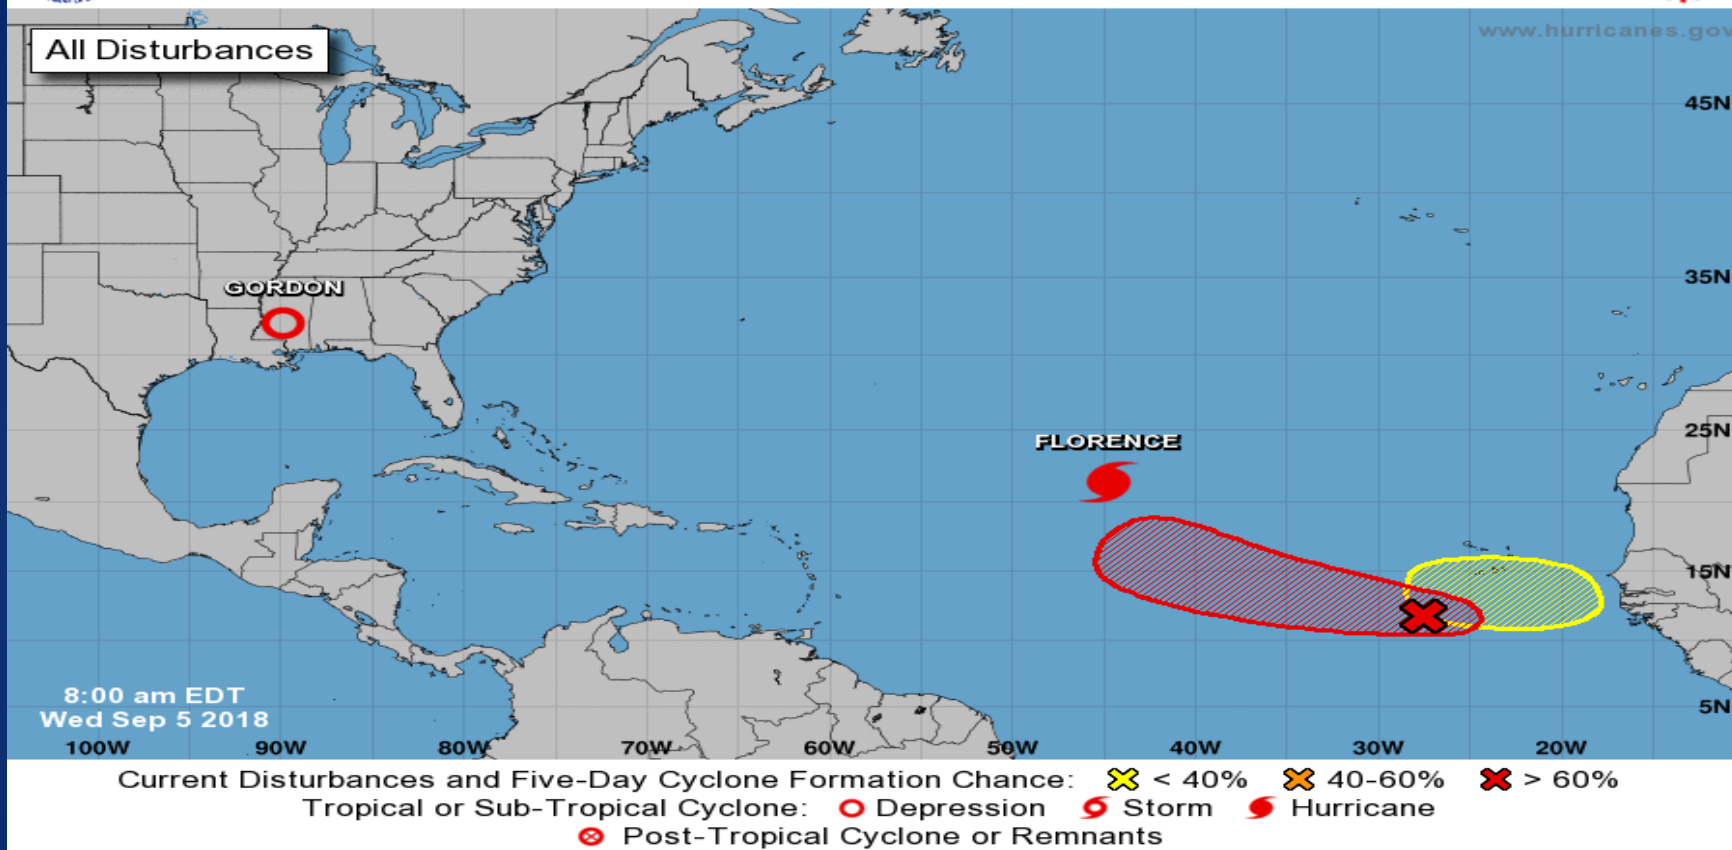 www.hurricanes.gov
All Disturbances
45N
GORDON
35N
FLORENCE
25N
15N
8:00 am EDT
Wed Sep 5 2018
5N
100W 90W 80W 70W 60W 50W 40W 30W 20W
Current Disturbances and Five-Day Cyclone Formation Chance: < 40% 40-60% > 60%
Tropical or Sub-Tropical Cyclone: Depression Storm Hurricane
Post-Tropical Cyclone or Remnants